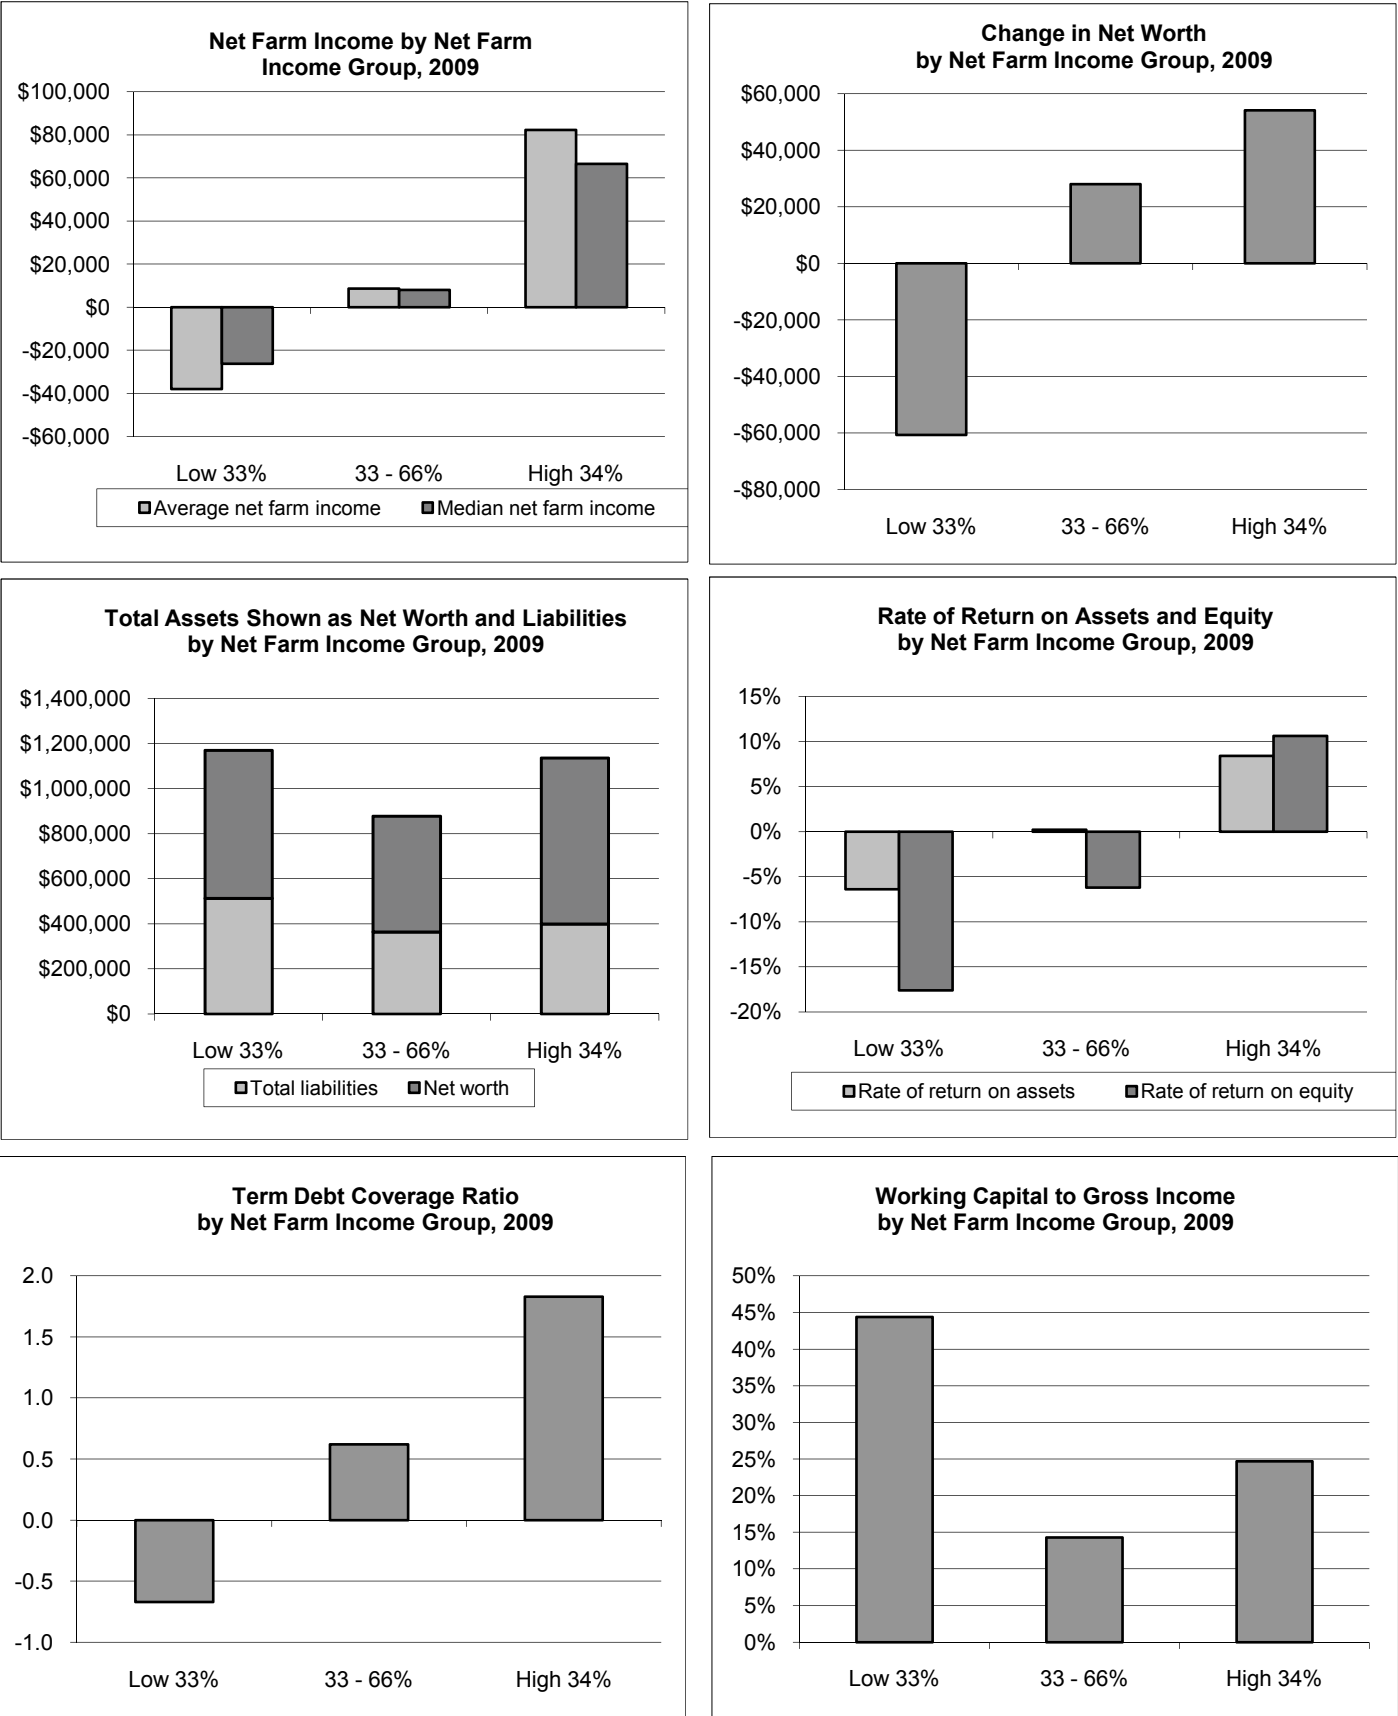 Net Farm Income by Net Farm
Income Group, 2009
$100,000
$80,000
$60,000
$40,000
$20,000
$0
-$20,000
-$40,000
-$60,000
Low 33% 33 - 66% High 34%
Average net farm income Median net farm income
Change in Net Worth
by Net Farm Income Group, 2009
$60,000
$40,000
$20,000
$0
-$20,000
-$40,000
-$60,000
-$80,000
Low 33% 33 - 66% High 34%
Total Assets Shown as Net Worth and Liabilities
by Net Farm Income Group, 2009
$1,400,000
$1,200,000
$1,000,000
$800,000
$600,000
$400,000
$200,000
$0
Low 33% 33 - 66% High 34%
Total liabilities Net worth
Rate of Return on Assets and Equity
by Net Farm Income Group, 2009
15%
10%
5%
0%
-5%
-10%
-15%
-20%
Low 33% 33 - 66% High 34%
Rate of return on assets Rate of return on equity
Term Debt Coverage Ratio
by Net Farm Income Group, 2009
2.0
1.5
1.0
0.5
0.0
-0.5
-1.0
Low 33% 33 - 66% High 34%
Working Capital to Gross Income
by Net Farm Income Group, 2009
50%
45%
40%
35%
30%
25%
20%
15%
10%
5%
0%
Low 33% 33 - 66% High 34%